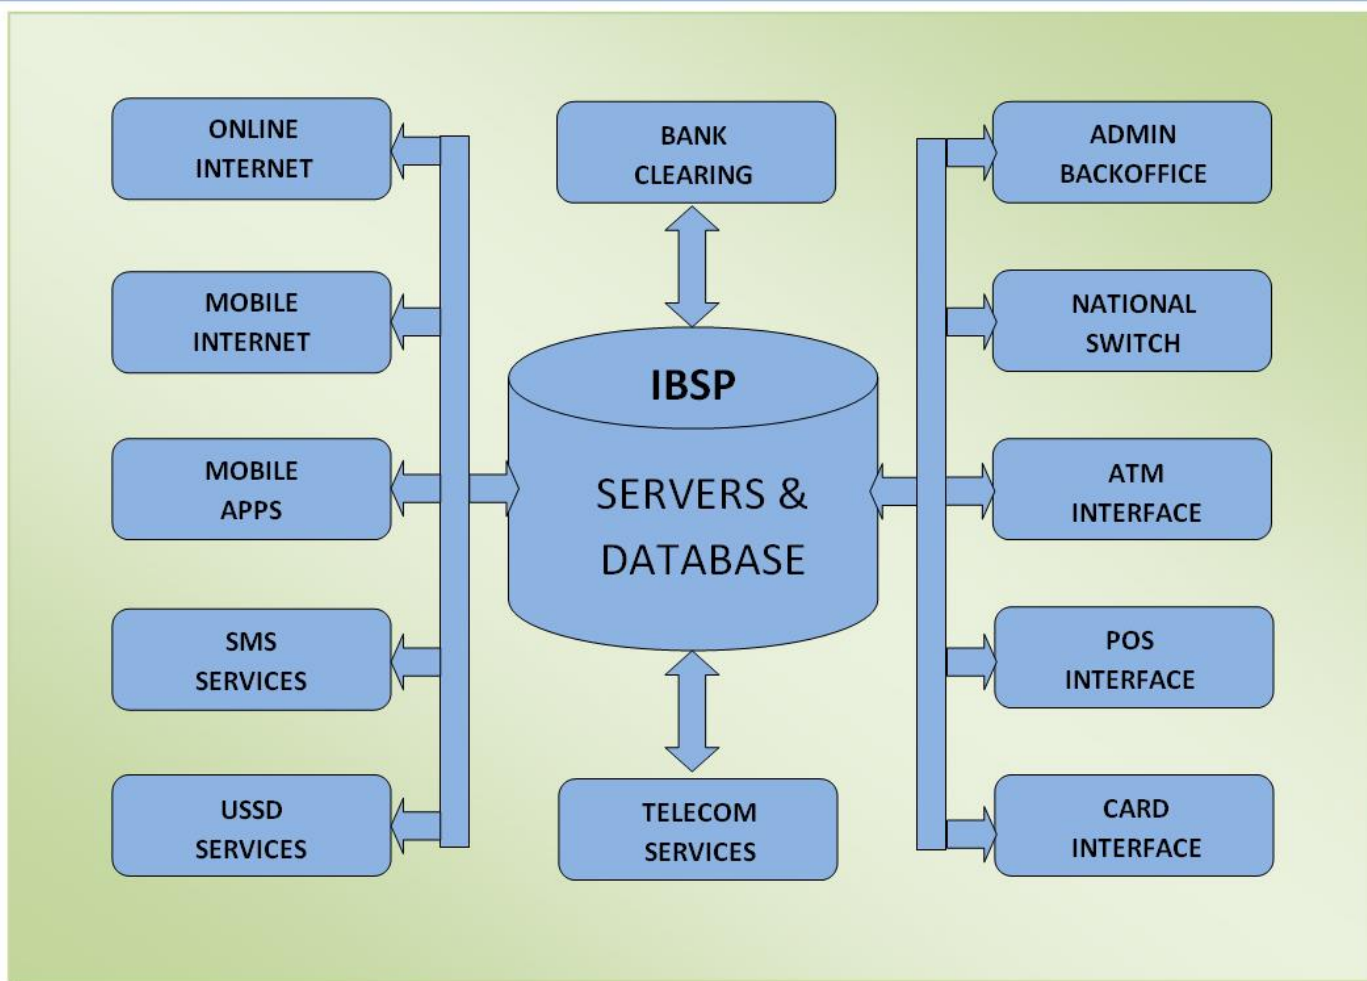 ONLINE
INTERNET
MOBILE
INTERNET
MOBILE
APPS
SMS
SERVICES
USSD
SERVICES
BANK
CLEARING
IBSP
SERVERS &
DATABASE
TELECOM
SERVICES
ADMIN
BACKOFFICE
NATIONAL
SWITCH
ATM
INTERFACE
POS
INTERFACE
CARD
INTERFACE